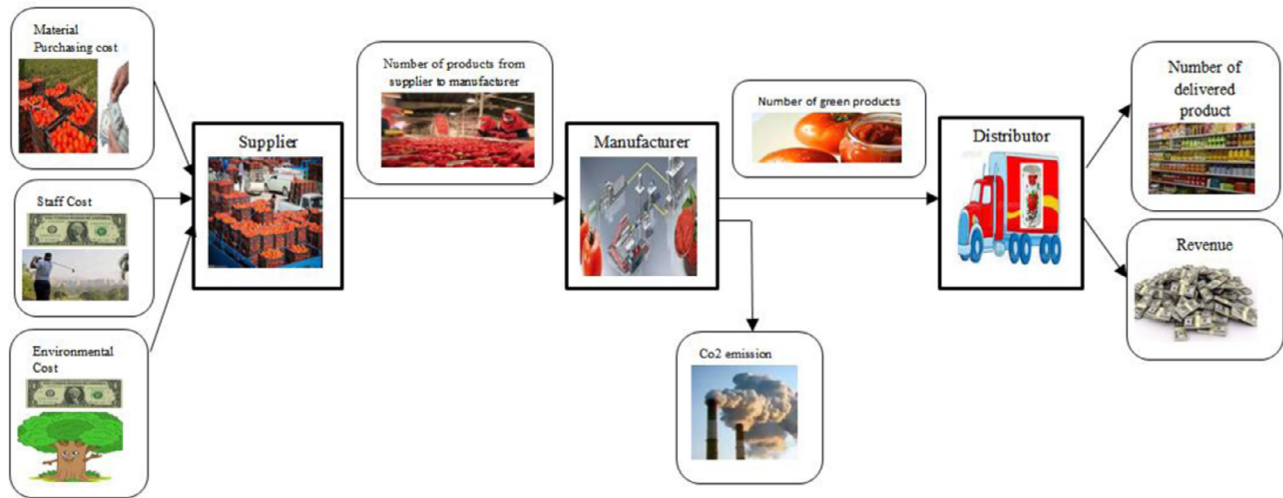 Material
Purchasing cost
Number of products from
supplier to manufacturer
Number of green products
Number of
delivered
product
Supplier
Manufacturer
Distributor
Staff Cost
Revenue
Environmental
Cost
Co2 emission